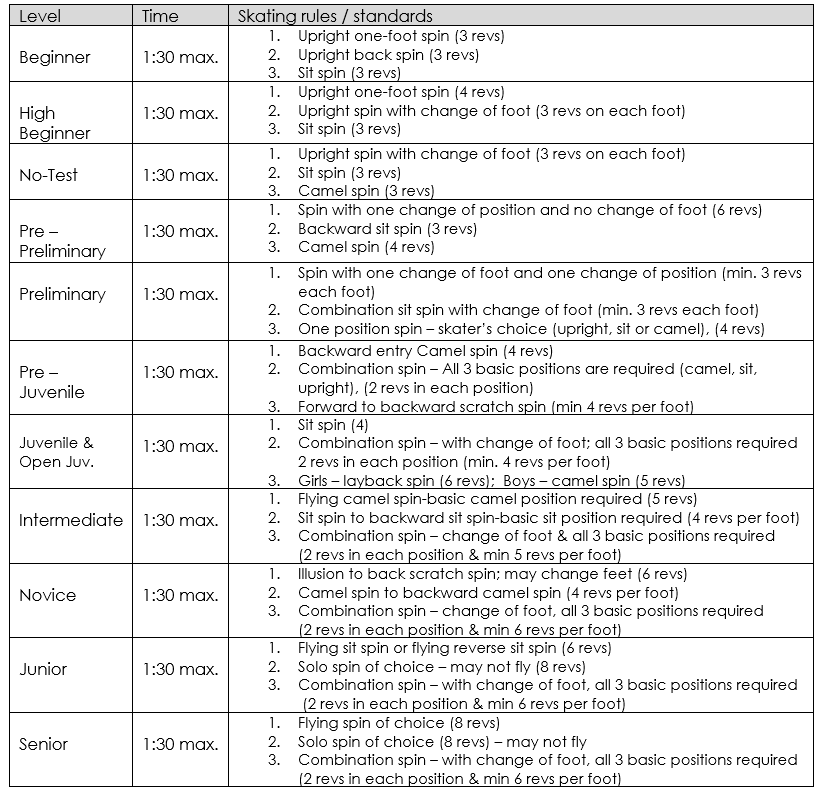 Level Time Skating rules / standards
Beginner 1:30 max.
1. Upright one-foot spin (3 revs)
2. Upright back spin (3 revs)
3. Sit spin (3 revs)
High
Beginner 1:30 max.
1. Upright one-foot spin (4 revs)
2. Upright spin with change of foot (3 revs on each foot)
3. Sit spin (3 revs)
No-Test 1:30 max.
1. Upright spin with change of foot (3 revs on each foot)
2. Sit spin (3 revs)
3. Camel spin (3 revs)
Pre –
Preliminary 1:30 max.
1. Spin with one change of position and no change of foot (6 revs)
2. Backward sit spin (3 revs)
3. Camel spin (4 revs)
Preliminary 1:30 max.
1. Spin with one change of foot and one change of position (min. 3 revs
each foot)
2. Combination sit spin with change of foot (min. 3 revs each foot)
3. One position spin – skater’s choice (upright, sit or camel), (4 revs)
Pre –
Juvenile 1:30 max.
1. Backward entry Camel spin (4 revs)
2. Combination spin – All 3 basic positions are required (camel, sit,
upright), (2 revs in each position)
3. Forward to backward scratch spin (min 4 revs per foot)
Juvenile &
Open Juv. 1:30 max.
1. Sit spin (4)
2. Combination spin – with change of foot; all 3 basic positions required
2 revs in each position (min. 4 revs per foot)
3. Girls – layback spin (6 revs); Boys – camel spin (5 revs)
Intermediate 1:30 max.
1. Flying camel spin-basic camel position required (5 revs)
2. Sit spin to backward sit spin-basic sit position required (4 revs per foot)
3. Combination spin – change of foot & all 3 basic positions required
(2 revs in each position & min 5 revs per foot)
Novice 1:30 max.
1. Illusion to back scratch spin; may change feet (6 revs)
2. Camel spin to backward camel spin (4 revs per foot)
3. Combination spin – change of foot, all 3 basic positions required
(2 revs in each position & min 6 revs per foot)
Junior 1:30 max.
1. Flying sit spin or flying reverse sit spin (6 revs)
2. Solo spin of choice – may not fly (8 revs)
3. Combination spin – with change of foot, all 3 basic positions required
(2 revs in each position & min 6 revs per foot)
Senior 1:30 max.
1. Flying spin of choice (8 revs)
2. Solo spin of choice (8 revs) – may not fly
3. Combination spin – with change of foot, all 3 basic positions required
(2 revs in each position & min 6 revs per foot)